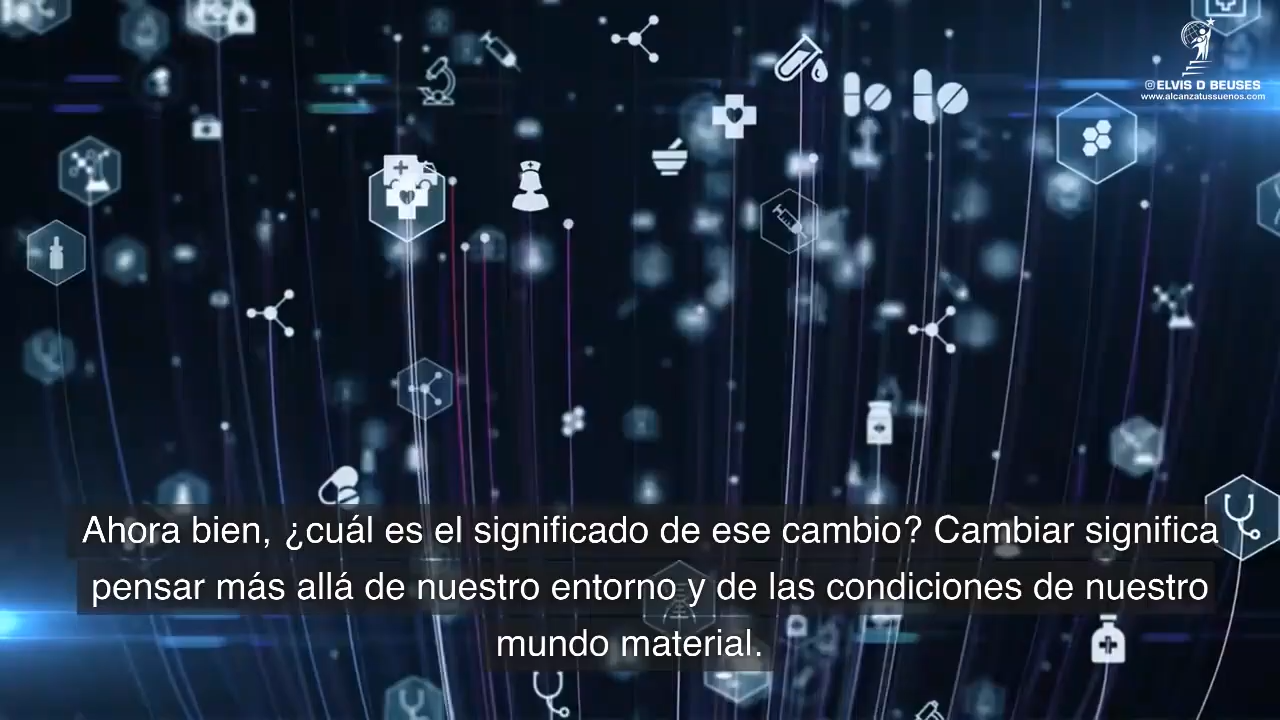 ELVIS D BEUSES
www.alcanzatussuenos.com
Ahora bien, ¿cuál es el significado de ese cambio? Cambiar significa
pensar más allá de nuestro entorno y de las condiciones de nuestro
mundo material.